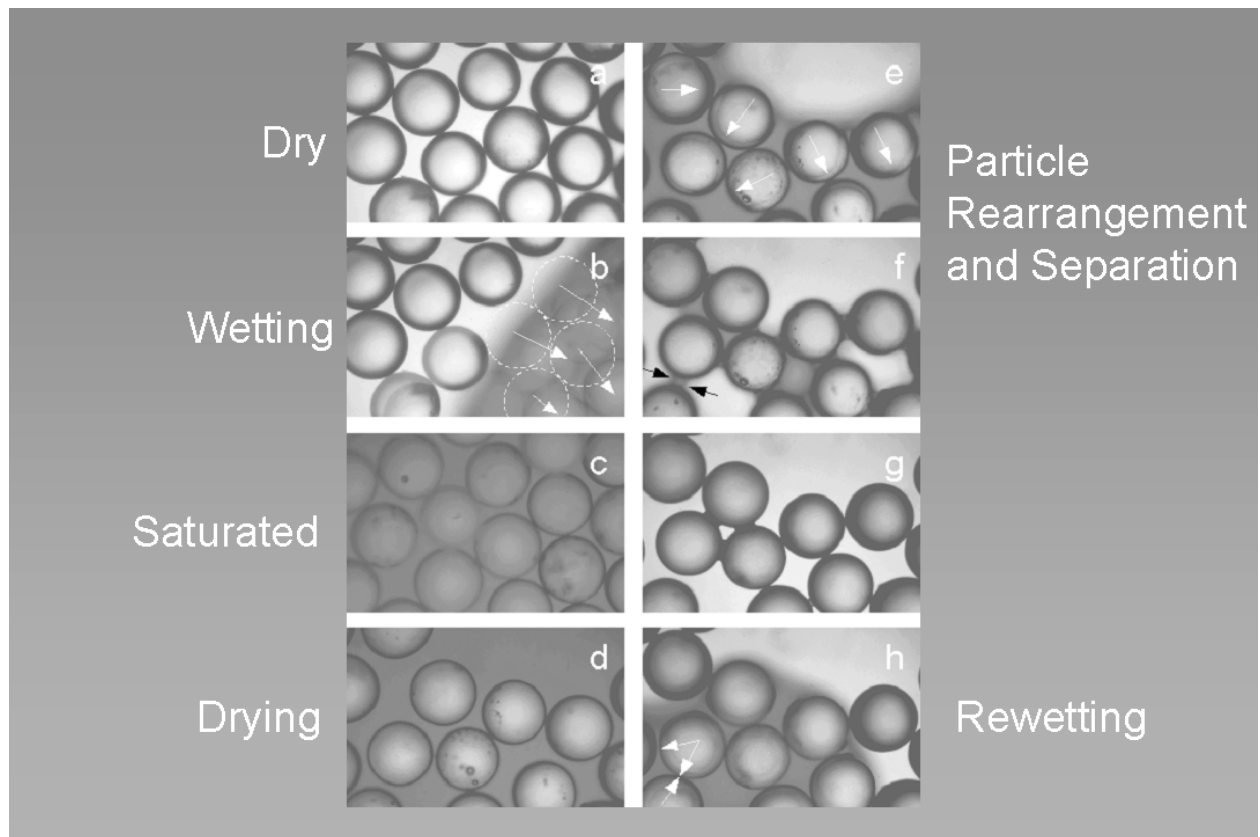 Dry
Wetting
Saturated
Drying
a
b
c
d
e
f
g
h
Particle
Rearrangement
and Separation
Rewetting